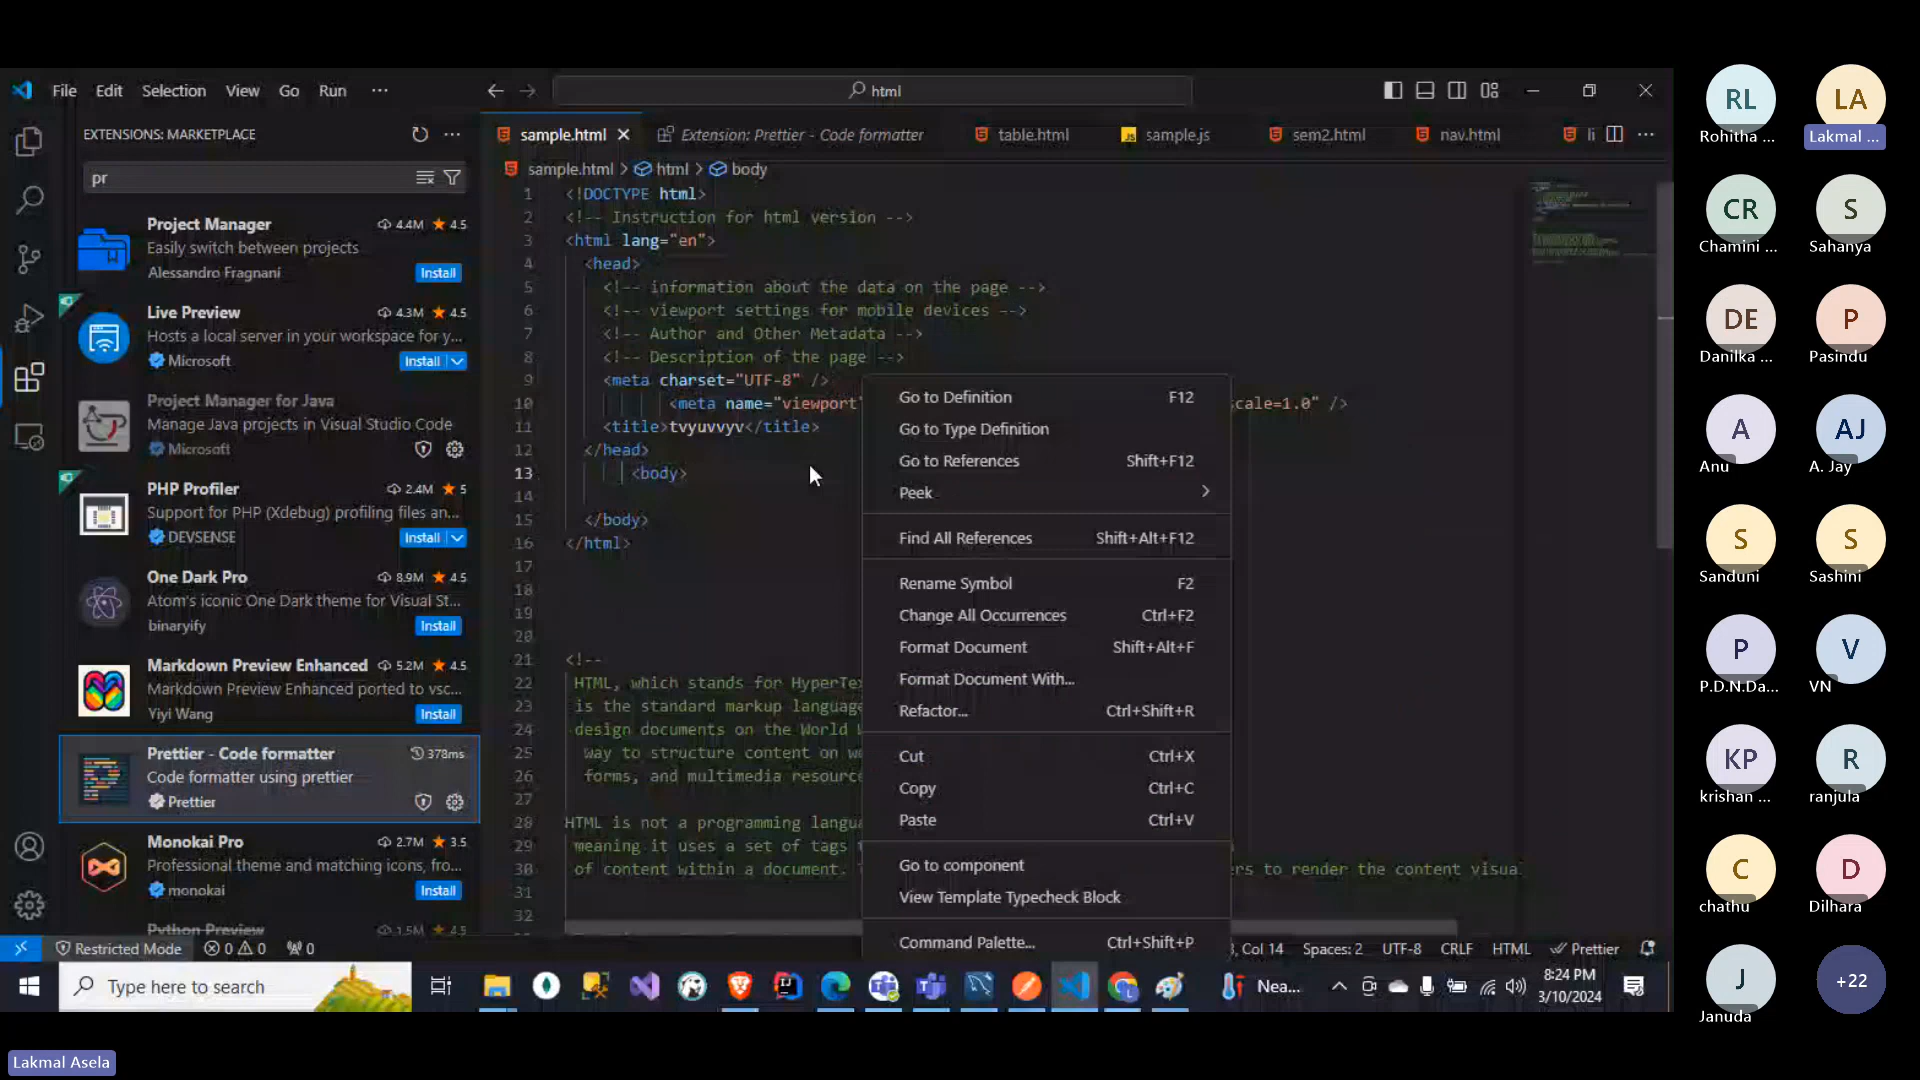 File Edit Selection View Go Run ···
html
EXTENSIONS: MARKETPLACE
pr
Project Manager 4.4M 4.5
Easily switch between projects
Alessandro Fragnani Install
Live Preview 4.3M 4.5
Hosts a local server in your workspace for y...
Microsoft Install
Project Manager for Java
Manage Java projects in Visual Studio Code
Microsoft
PHP Profiler 2.4M 5
Support for PHP (Xdebug) profiling files an...
DEVSENSE Install
One Dark Pro 8.9M 4.5
Atom's iconic One Dark theme for Visual St...
binaryify Install
Markdown Preview Enhanced 5.2M 4.5
Markdown Preview Enhanced ported to vsc...
Yiyi Wang Install
Prettier - Code formatter 378ms
Code formatter using prettier
Prettier
Monokai Pro 2.7M 3.5
Professional theme and matching icons, fro...
monokai Install
Python Preview 1.5M 4.5
sample.html Extension: Prettier - Code formatter table.html sample.js sem2.html nav.html li
sample.html > html > body
1 <!DOCTYPE html>
2 <!-- Instruction for html version -->
3 <html lang="en">
4 <head>
5 <!-- information about the data on the page -->
6 <!-- viewport settings for mobile devices -->
7 <!-- Author and Other Metadata -->
8 <!-- Description of the page -->
9 <meta charset="UTF-8" />
10 <meta name="viewport" cale=1.0" />
11 <title>tvyuvvyv</title>
12 </head>
13 <body>
14
15 </body>
16 </html>
17
18
19
20
21 <!--
22 HTML, which stands for HyperTex
23 is the standard markup language
24 design documents on the World W
25 way to structure content on we
26 forms, and multimedia resource
27
28 HTML is not a programming langua
29 meaning it uses a set of tags t
30 of content within a document. ers to render the content visua
31
32
Go to Definition F12
Go to Type Definition
Go to References Shift+F12
Peek
Find All References Shift+Alt+F12
Rename Symbol F2
Change All Occurrences Ctrl+F2
Format Document Shift+Alt+F
Format Document With...
Refactor... Ctrl+Shift+R
Cut Ctrl+X
Copy Ctrl+C
Paste Ctrl+V
Go to component
View Template Typecheck Block
Command Palette... Ctrl+Shift+P
Restricted Mode 0 0 0 , Col 14 Spaces: 2 UTF-8 CRLF HTML Prettier
Type here to search Nea... 8:24 PM
3/10/2024
RL LA
Rohitha ... Lakmal ...
CR S
Chamini ... Sahanya
DE P
Danilka ... Pasindu
A AJ
Anu A. Jay
S S
Sanduni Sashini
P V
P.D.N.Da... VN
KP R
krishan ... ranjula
C D
chathu Dilhara
J +22
Januda
Lakmal Asela